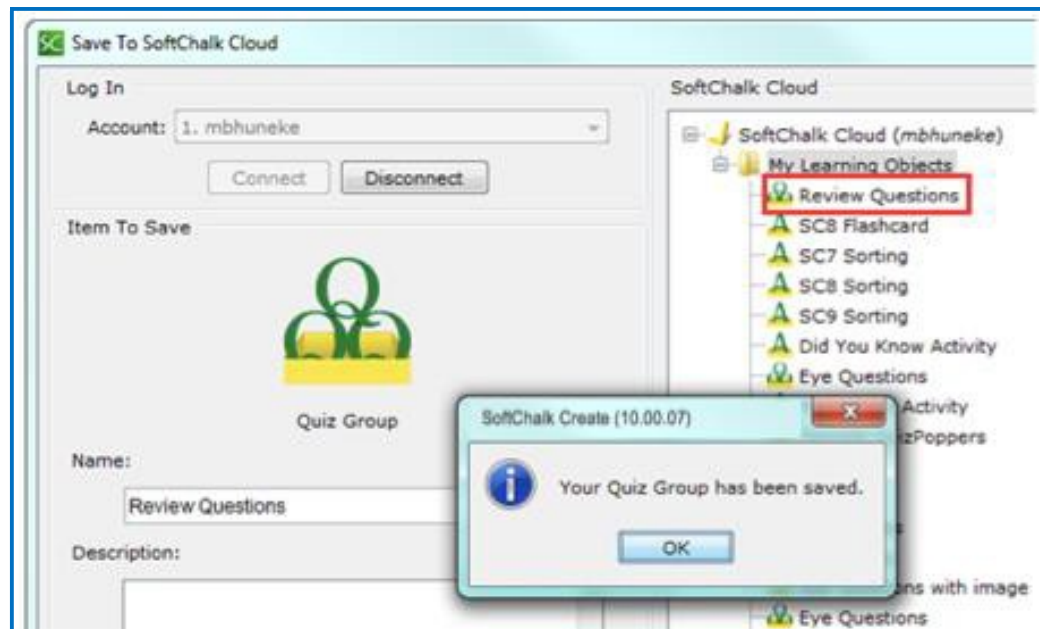 Save To SoftChalk Cloud
Log In
Account: 1. mbhuneke
Connect Disconnect
Item To Save
Quiz Group
Name:
Review Questions
Description:
SoftChalk Cloud
SoftChalk Cloud (mbhuneke)
My Learning Objects
Review Questions
SC8 Flashcard
SC7 Sorting
SC8 Sorting
SC9 Sorting
Did You Know Activity
Eye Questions
Activity
zPoppers
with image
Eye Questions
SoftChalk Create (10.00.07)
Your Quiz Group has been saved.
OK